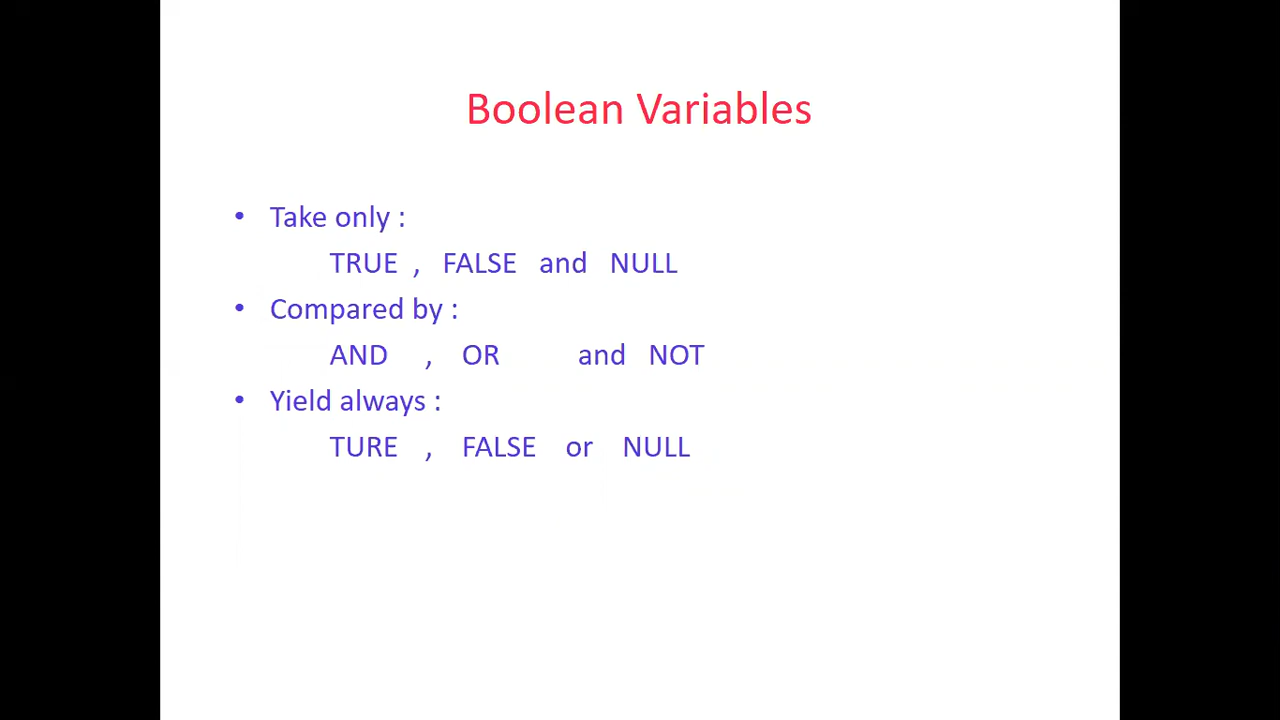 Boolean Variables
• Take only :
TRUE , FALSE and NULL
• Compared by :
AND , OR and NOT
• Yield always :
TURE , FALSE or NULL